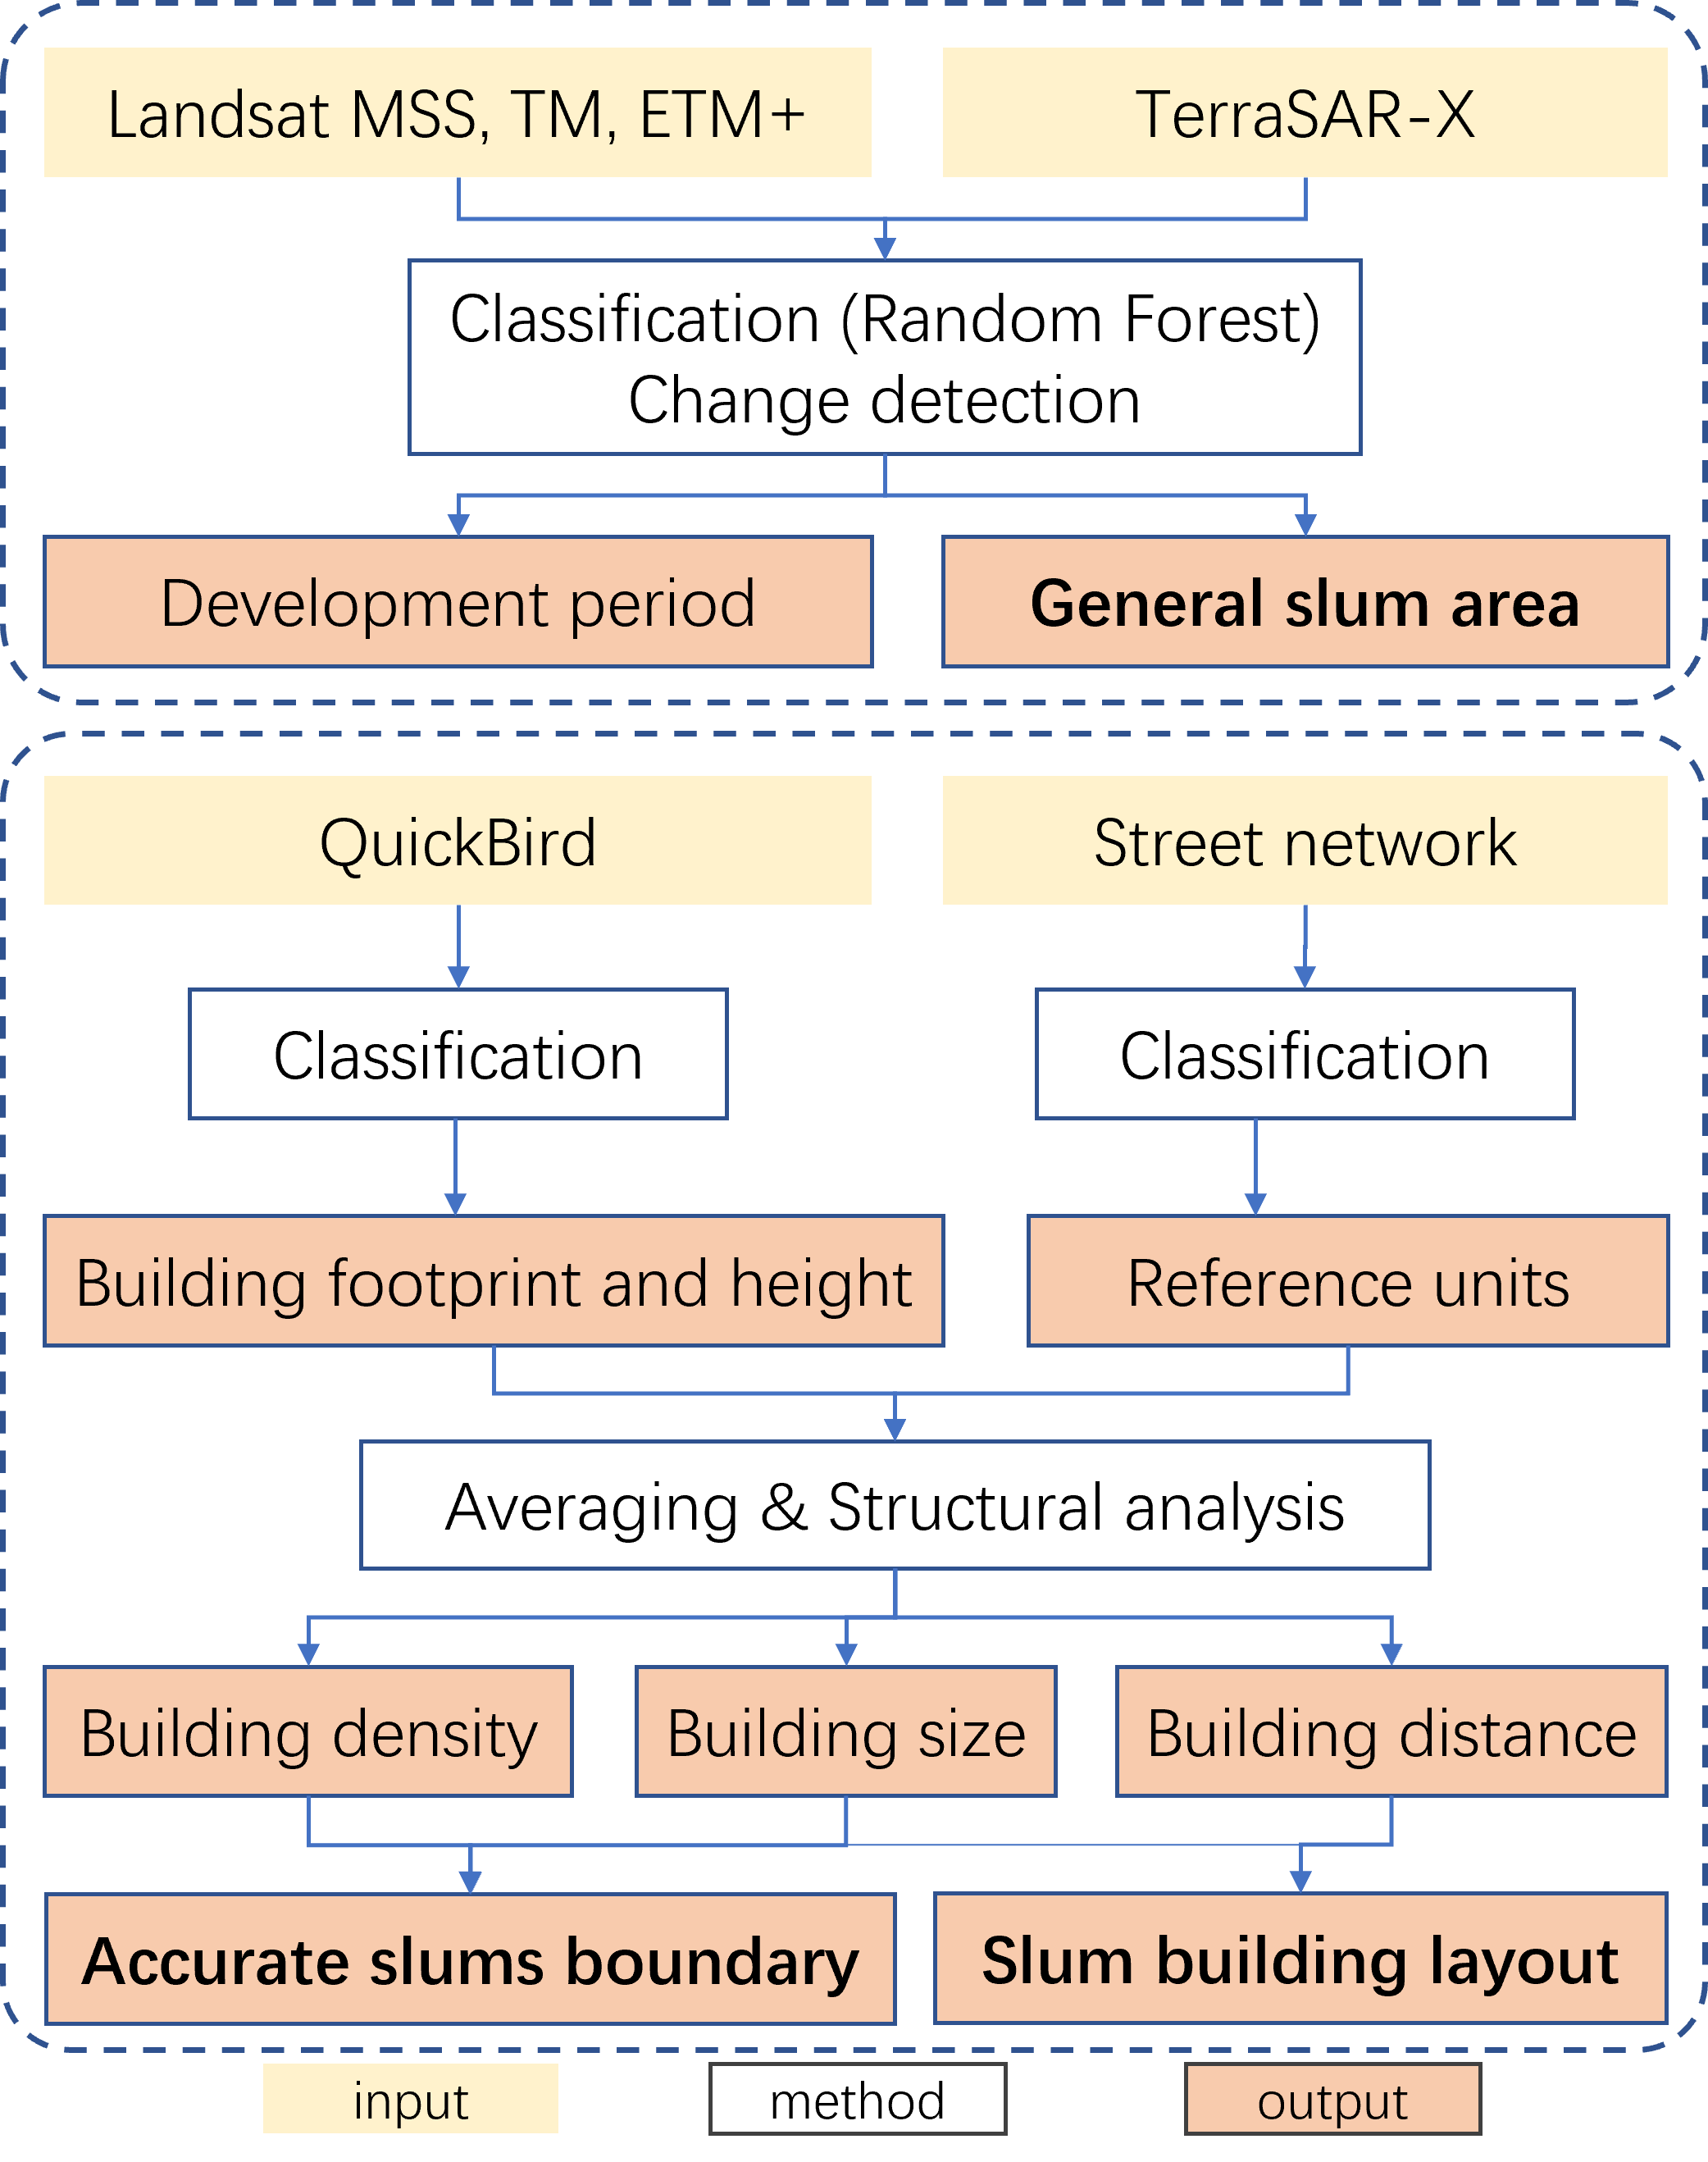 Landsat MSS, TM, ETM+
TerraSAR-X
Classification (Random Forest)
Change detection
Development period
General slum area
QuickBird
Street network
Classification
Classification
Building footprint and height
Reference units
Averaging & Structural analysis
Building density
Building size
Building distance
Accurate slums boundary
Slum building layout
input
method
output